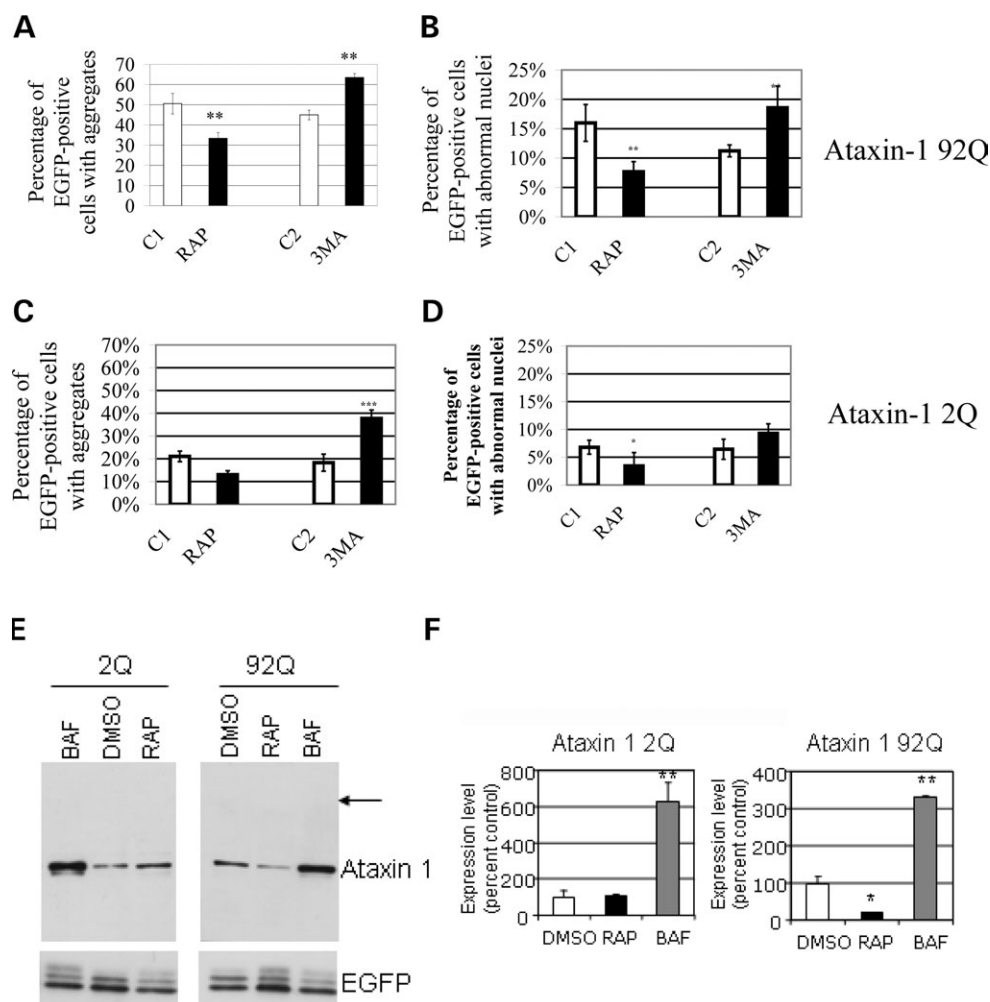 A
Percentage of
EGFP-positive
cells with aggregates
70
60
50
40
30
20
10
0
**
**
C1
RAP
C2
3MA
B
Percentage of
EGFP-positive cells
with abnormal nuclei
25%
20%
15%
10%
5%
0%
**
**
C1
RAP
C2
3MA
Ataxin-1 92Q
C
Percentage of
EGFP-positive cells
with aggregates
70%
60%
50%
40%
30%
20%
10%
0%
***
C1
RAP
C2
3MA
D
Percentage of
EGFP-positive cells
with abnormal nuclei
25%
20%
15%
10%
5%
0%
*
C1
RAP
C2
3MA
Ataxin-1 2Q
E
2Q
92Q
BAF
DMSO
RAP
DMSO
RAP
BAF
Ataxin 1
EGFP
F
Ataxin 1 2Q
Expression level
(percent control)
800
600
400
200
0
**
DMSO
RAP
BAF
Ataxin 1 92Q
Expression level
(percent control)
400
300
200
100
0
*
**
DMSO
RAP
BAF